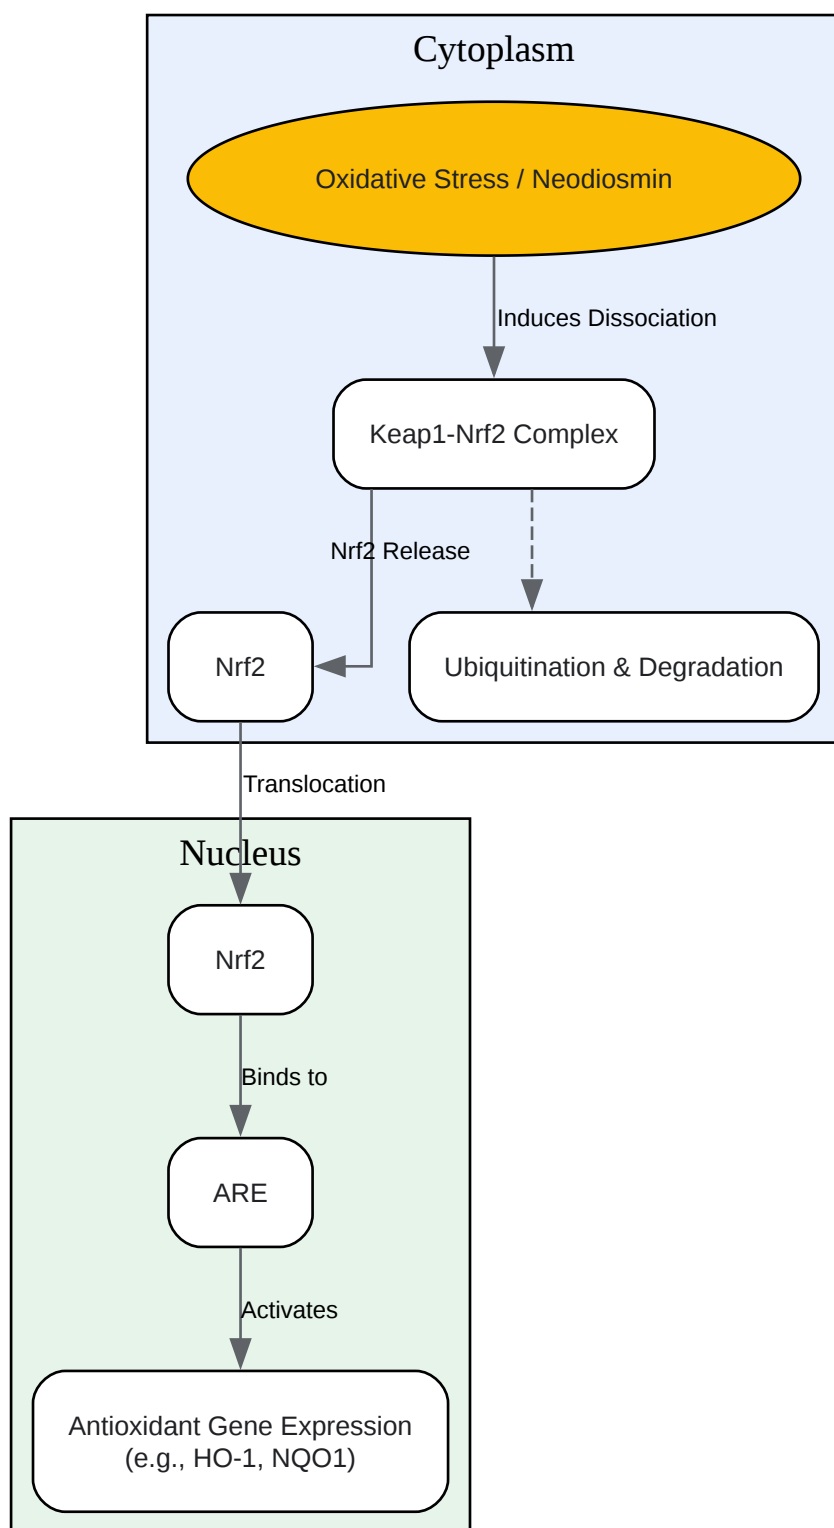 Cytoplasm
Oxidative Stress / Neodiosmin
Induces Dissociation
Keap1-Nrf2 Complex
Nrf2 Release
Nrf2
Ubiquitination & Degradation
Translocation
Nucleus
Nrf2
Binds to
ARE
Activates
Antioxidant Gene Expression
(e.g., HO-1, NQO1)